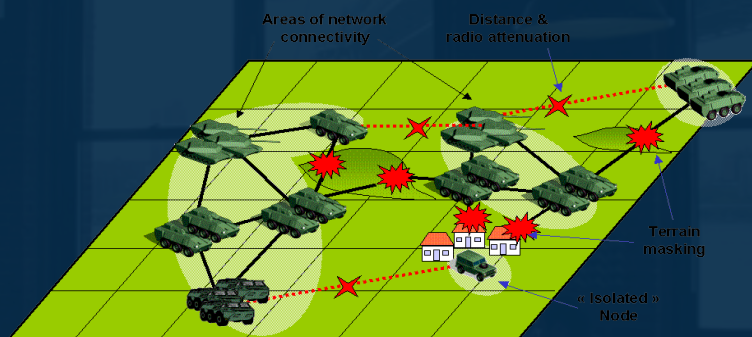 Areas of network
connectivity
Distance &
radio attenuation
Terrain
masking
« Isolated »
Node